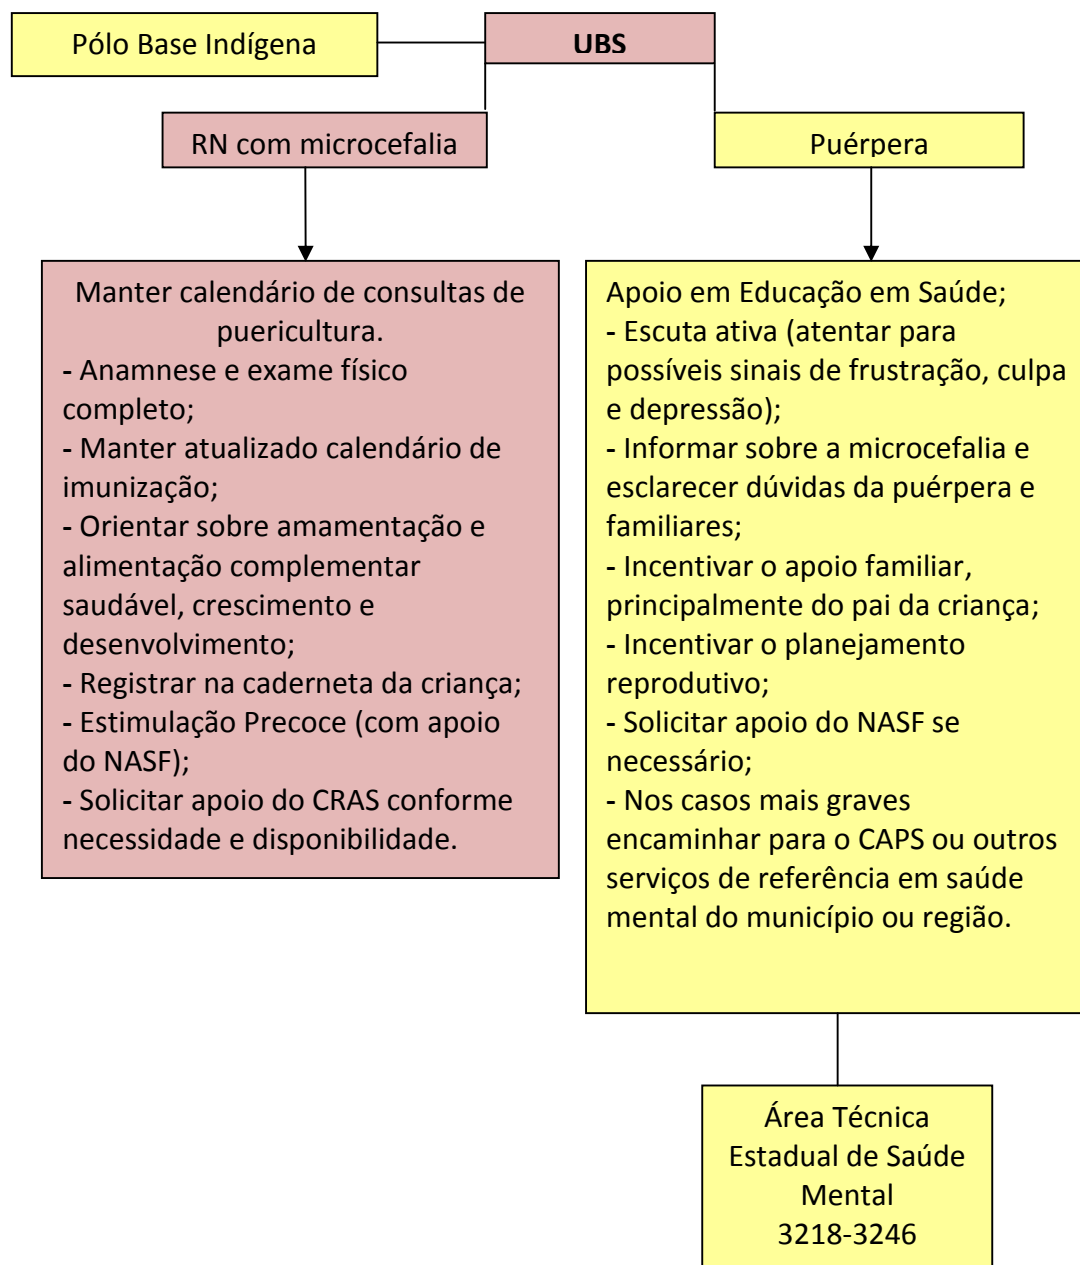 Pólo Base Indígena
UBS
RN com microcefalia
Puérpera
Manter calendário de consultas de
puericultura.
- Anamnese e exame físico
completo;
- Manter atualizado calendário de
imunização;
- Orientar sobre amamentação e
alimentação complementar
saudável, crescimento e
desenvolvimento;
- Registrar na caderneta da criança;
- Estimulação Precoce (com apoio
do NASF);
- Solicitar apoio do CRAS conforme
necessidade e disponibilidade.
Apoio em Educação em Saúde;
- Escuta ativa (atentar para
possíveis sinais de frustração, culpa
e depressão);
- Informar sobre a microcefalia e
esclarecer dúvidas da puérpera e
familiares;
- Incentivar o apoio familiar,
principalmente do pai da criança;
- Incentivar o planejamento
reprodutivo;
- Solicitar apoio do NASF se
necessário;
- Nos casos mais graves
encaminhar para o CAPS ou outros
serviços de referência em saúde
mental do município ou região.
Área Técnica
Estadual de Saúde
Mental
3218-3246